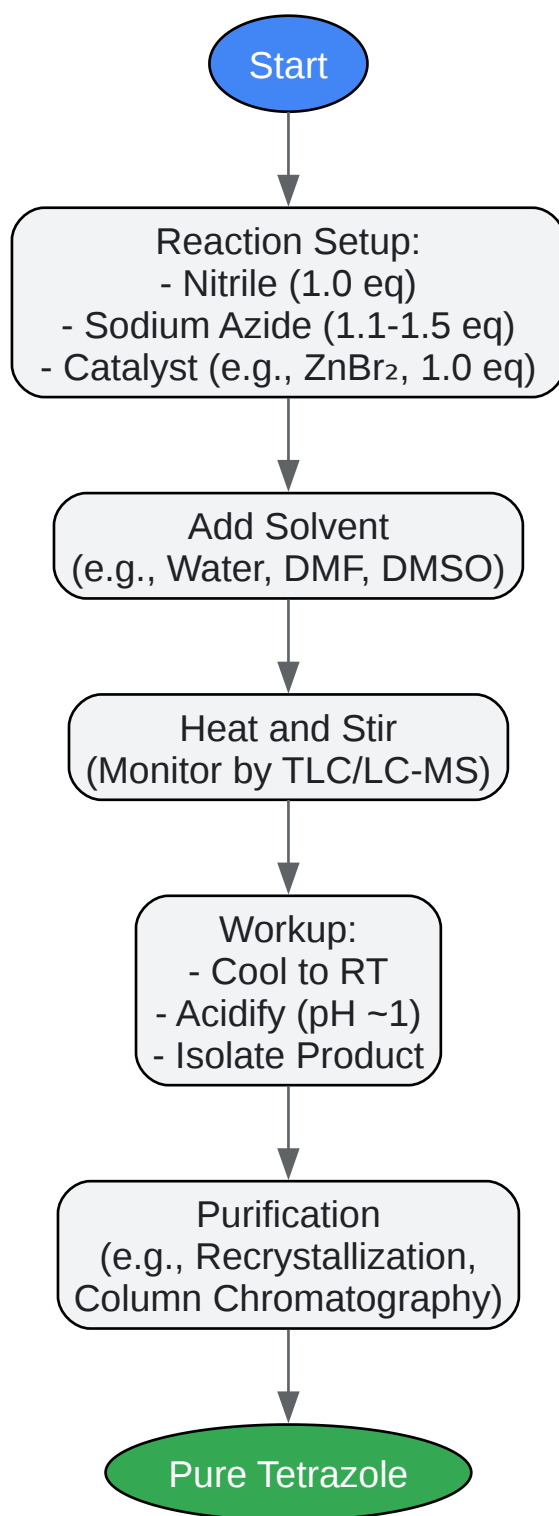 Start
Reaction Setup:
- Nitrile (1.0 eq)
- Sodium Azide (1.1-1.5 eq)
- Catalyst (e.g., ZnBr₂, 1.0 eq)
Add Solvent
(e.g., Water, DMF, DMSO)
Heat and Stir
(Monitor by TLC/LC-MS)
Workup:
- Cool to RT
- Acidify (pH ~1)
- Isolate Product
Purification
(e.g., Recrystallization,
Column Chromatography)
Pure Tetrazole